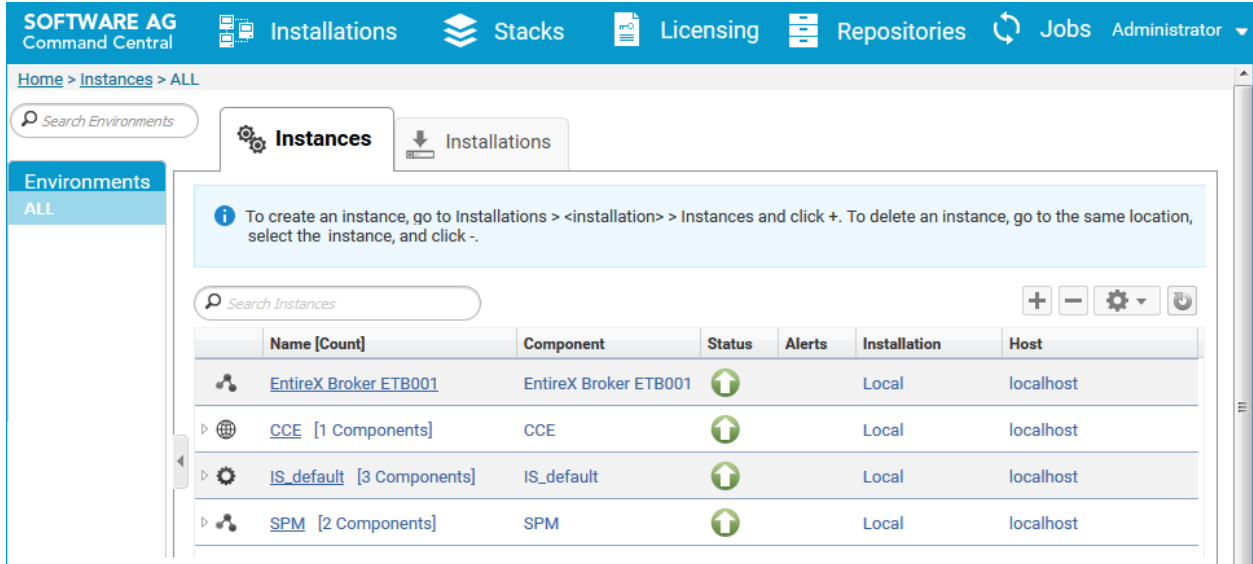 SOFTWARE AG
Command Central
Installations
Stacks
Licensing
Repositories
Jobs
Administrator
Home > Instances > ALL
Search Environments
Instances
Installations
Environments
ALL
To create an instance, go to Installations > <installation> > Instances and click +. To delete an instance, go to the same location,
select the instance, and click -.
Search Instances
Name [Count] Component Status Alerts Installation Host
EntireX Broker ETB001 EntireX Broker ETB001 Local localhost
CCE [1 Components] CCE Local localhost
IS_default [3 Components] IS_default Local localhost
SPM [2 Components] SPM Local localhost